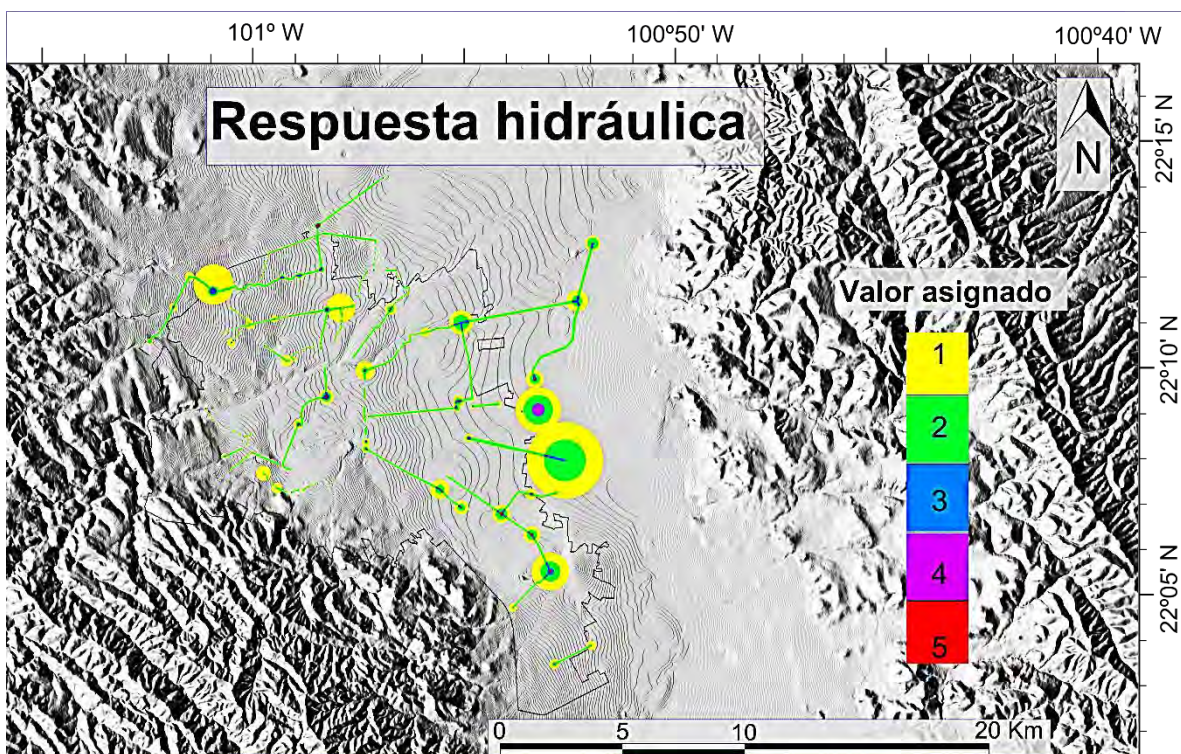 101º W
100º50' W
100º40' W
Respuesta hidráulica
N
22º15' N
Valor asignado
1
2
3
4
5
22º10' N
22º05' N
0 5 10 20 Km